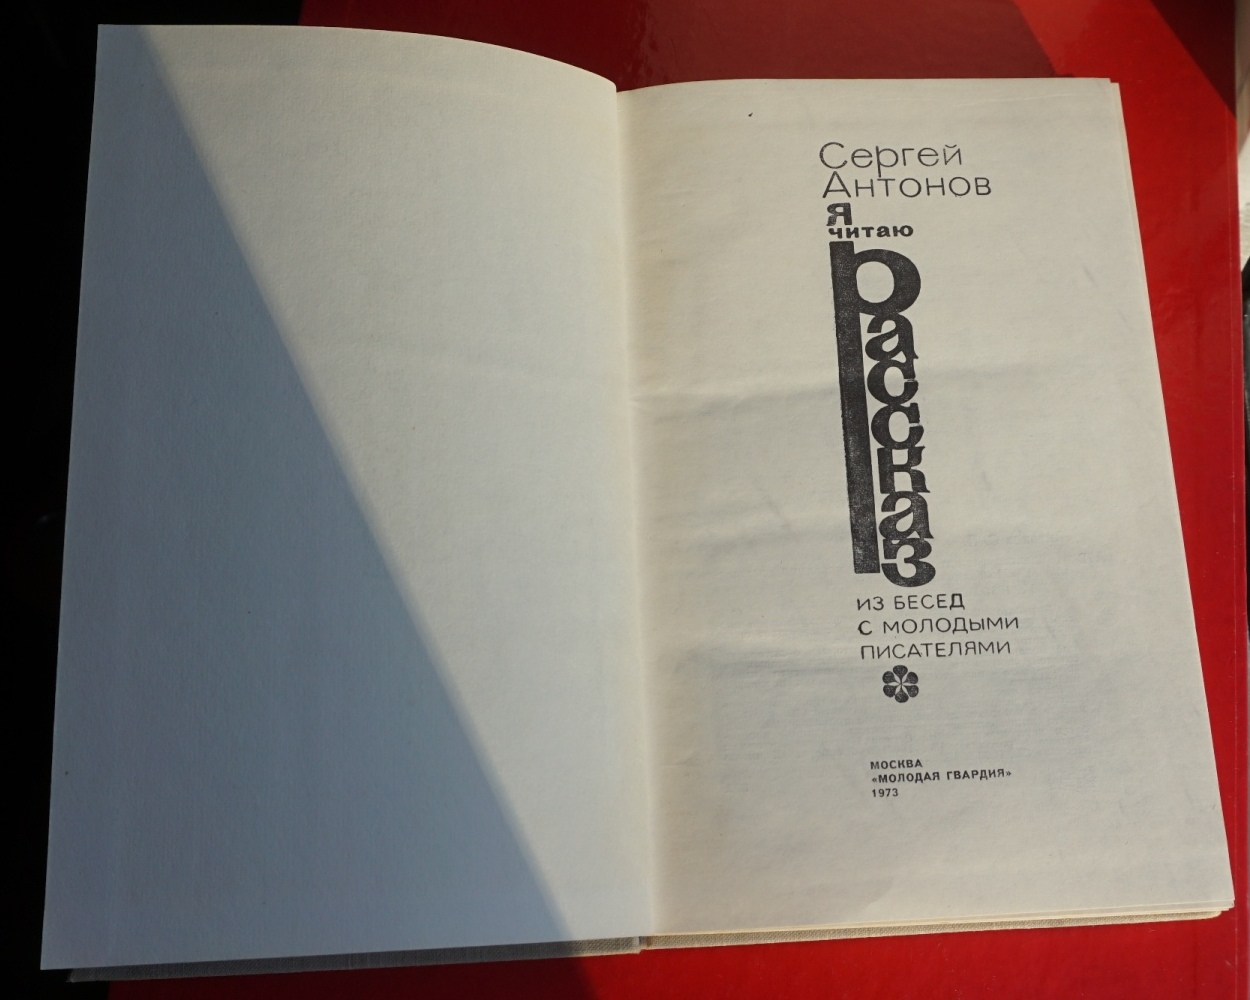 Сергей
Антонов
Я
читаю
рассказ
ИЗ БЕСЕД
С МОЛОДЫМИ
ПИСАТЕЛЯМИ
МОСКВА
«МОЛОДАЯ ГВАРДИЯ»
1973